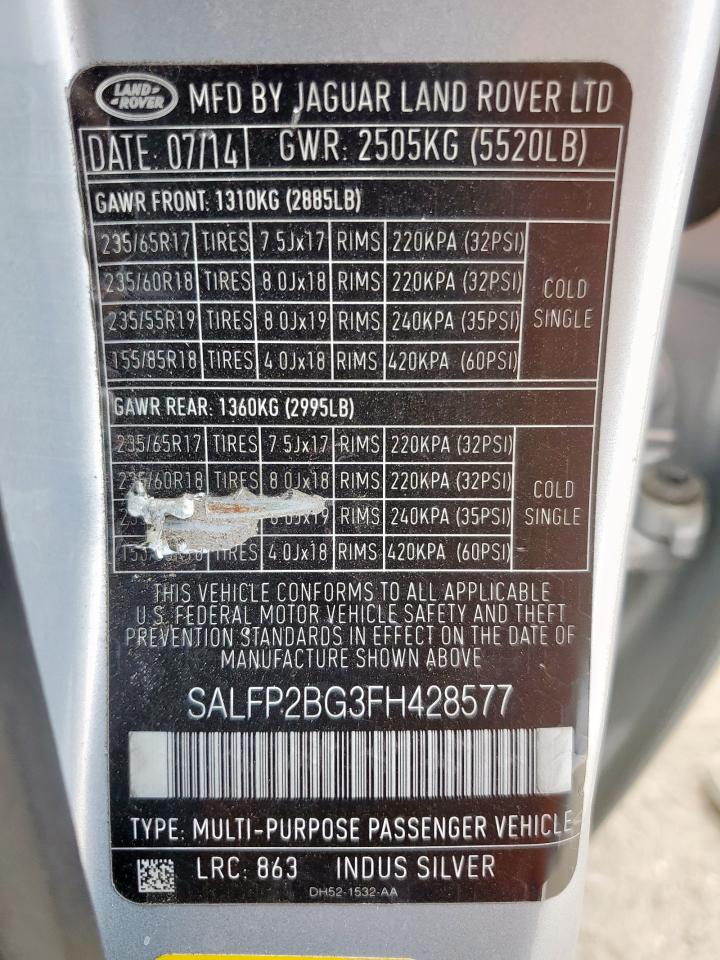 LAND ROVER MFD BY JAGUAR LAND ROVER LTD
DATE: 07/14 GWR: 2505KG (5520LB)
GAWR FRONT: 1310KG (2885LB)
235/65R17 TIRES 7.5Jx17 RIMS 220KPA (32PSI)
235/60R18 TIRES 8.0Jx18 RIMS 220KPA (32PSI)
235/55R19 TIRES 8.0Jx19 RIMS 240KPA (35PSI)
155/85R18 TIRES 4.0Jx18 RIMS 420KPA (60PSI)
COLD
SINGLE
GAWR REAR: 1360KG (2995LB)
235/65R17 TIRES 7.5Jx17 RIMS 220KPA (32PSI)
235/60R18 TIRES 8.0Jx18 RIMS 220KPA (32PSI)
RIMS 240KPA (35PSI)
TIRES 4.0Jx18 RIMS 420KPA (60PSI)
COLD
SINGLE
THIS VEHICLE CONFORMS TO ALL APPLICABLE
U.S. FEDERAL MOTOR VEHICLE SAFETY AND THEFT
PREVENTION STANDARDS IN EFFECT ON THE DATE OF
MANUFACTURE SHOWN ABOVE
SALFP2BG3FH428577
TYPE: MULTI-PURPOSE PASSENGER VEHICLE
LRC: 863 INDUS SILVER
DH52-1532-AA